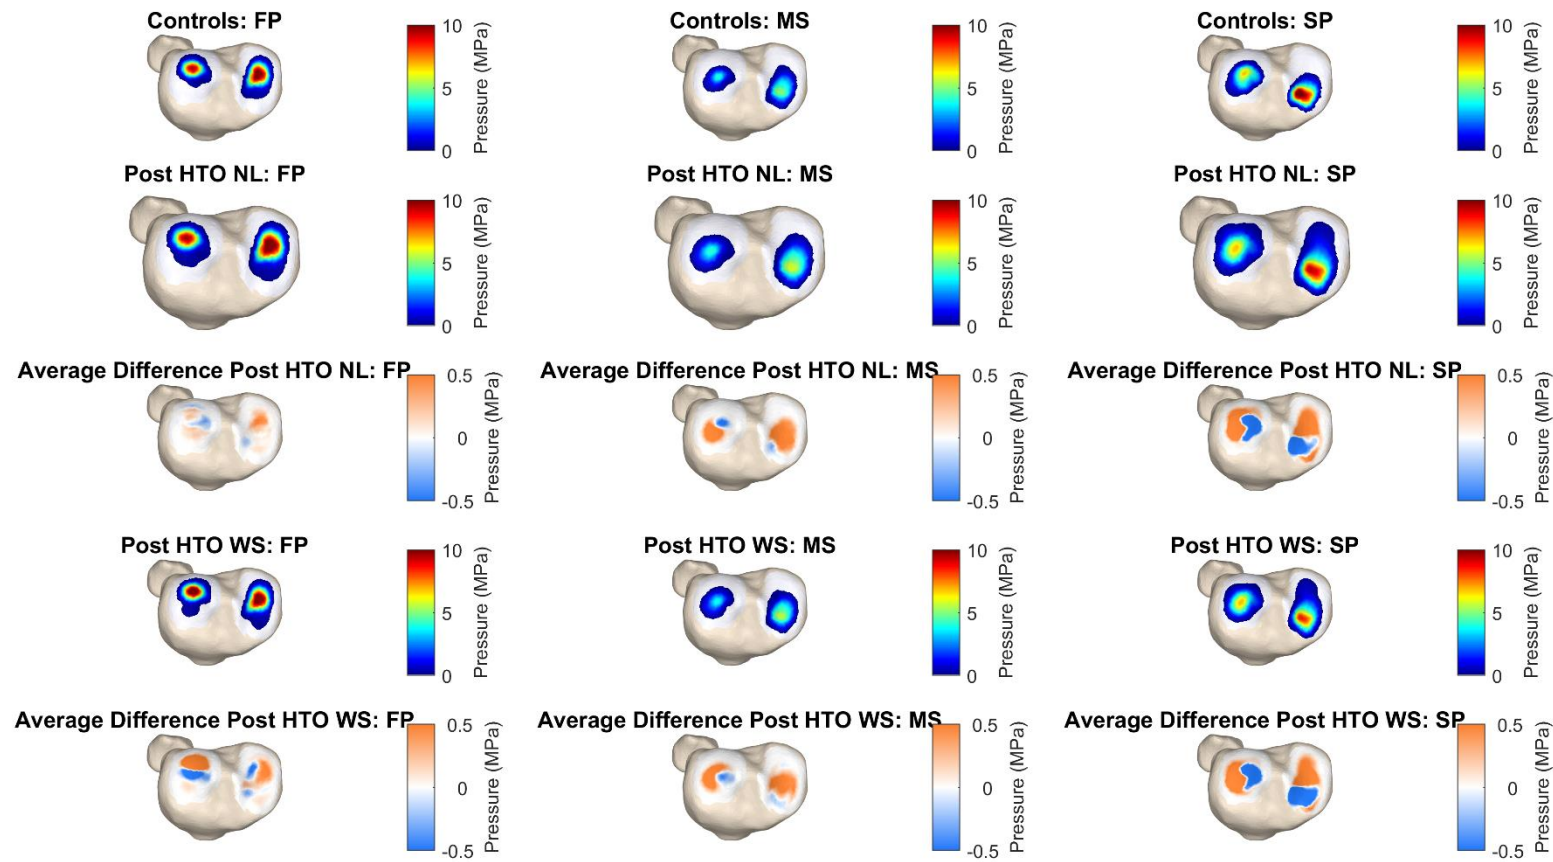 Controls: FP
10
5
0
Pressure (MPa)
Controls: MS
10
5
0
Pressure (MPa)
Controls: SP
10
5
0
Pressure (MPa)
Post HTO NL: FP
10
5
0
Pressure (MPa)
Post HTO NL: MS
10
5
0
Pressure (MPa)
Post HTO NL: SP
10
5
0
Pressure (MPa)
Average Difference Post HTO NL: FP
0.5
0
-0.5
Pressure (MPa)
Average Difference Post HTO NL: MS
0.5
0
-0.5
Pressure (MPa)
Average Difference Post HTO NL: SP
0.5
0
-0.5
Pressure (MPa)
Post HTO WS: FP
10
5
0
Pressure (MPa)
Post HTO WS: MS
10
5
0
Pressure (MPa)
Post HTO WS: SP
10
5
0
Pressure (MPa)
Average Difference Post HTO WS: FP
0.5
0
-0.5
Pressure (MPa)
Average Difference Post HTO WS: MS
0.5
0
-0.5
Pressure (MPa)
Average Difference Post HTO WS: SP
0.5
0
-0.5
Pressure (MPa)